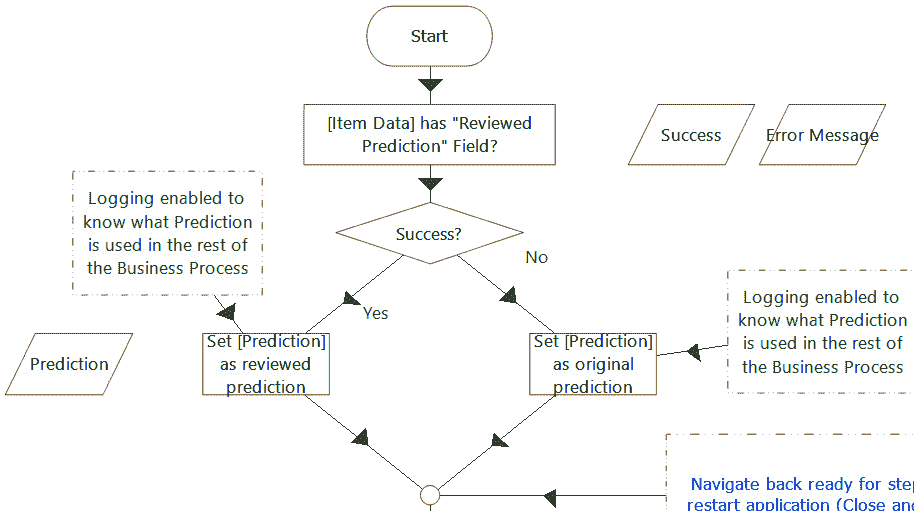 Start
[Item Data] has "Reviewed
Prediction" Field?
Success
Error Message
Logging enabled to
know what Prediction
is used in the rest of
the Business Process
Success?
No
Yes
Logging enabled to
know what Prediction
is used in the rest of
the Business Process
Prediction
Set [Prediction]
as reviewed
prediction
Set [Prediction]
as original
prediction
Navigate back ready for step
restart application (Close and